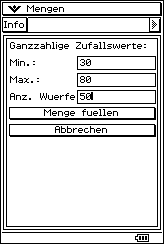 Mengen
Info
Ganzzahlige Zufallswerte:
Min.: 30
Max.: 80
Anz. Wuerfe 50
Menge fuellen
Abbrechen